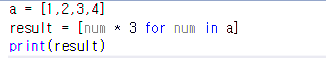 a = [1,2,3,4]
result = [num * 3 for num in a]
print(result)